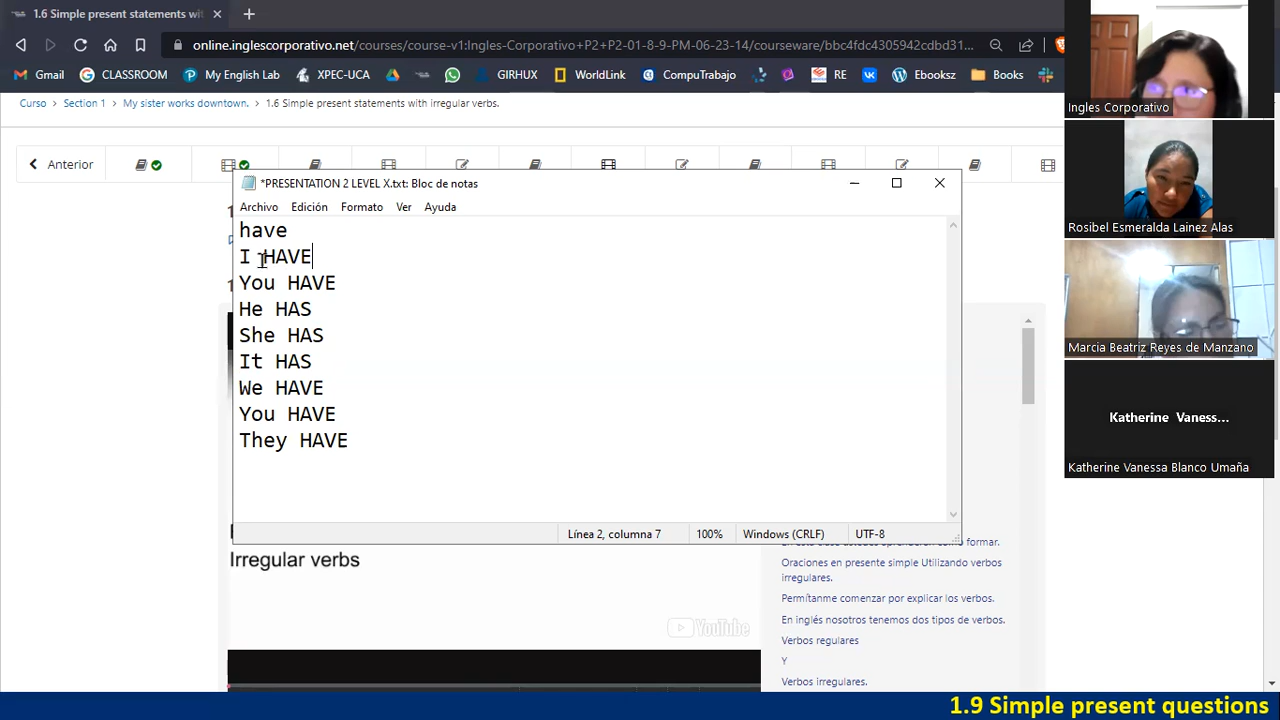 1.6 Simple present statements wit
online.inglescorporativo.net/courses/course-v1:Ingles-Corporativo+P2+P2-01-8-9-PM-06-23-14/courseware/bbc4fdc4305942cdbd31...
Gmail CLASSROOM My English Lab XPEC-UCA GIRHUX WorldLink CompuTrabajo RE Ebooksz Books
Curso > Section 1 > My sister works downtown. > 1.6 Simple present statements with irregular verbs.
Anterior
*PRESENTATION 2 LEVEL X.txt: Bloc de notas
Archivo Edición Formato Ver Ayuda
have
I HAVE
You HAVE
He HAS
She HAS
It HAS
We HAVE
You HAVE
They HAVE
Línea 2, columna 7 100% Windows (CRLF) UTF-8
Irregular verbs
YouTube
Oraciones en presente simple Utilizando verbos
irregulares.
Permítanme comenzar por explicar los verbos.
En inglés nosotros tenemos dos tipos de verbos.
Verbos regulares
Y
Verbos irregulares.
Ingles Corporativo
Rosibel Esmeralda Lainez Alas
Marcia Beatriz Reyes de Manzano
Katherine Vaness...
Katherine Vanessa Blanco Umaña
1.9 Simple present questions